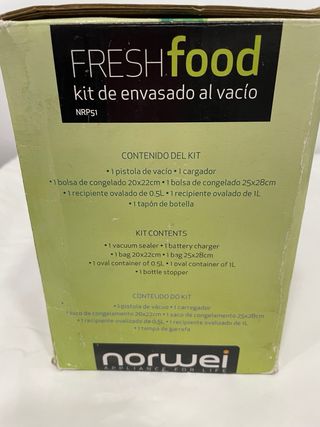 FRESHfood
kit de envasado al vacío
NRPS1
CONTENIDO DEL KIT
• 1 pistola de vacío • 1 cargador
• 1 bolsa de congelado 20x22cm • 1 bolsa de congelado 25x28cm
• 1 recipiente ovalado de 0.5L • 1 recipiente ovalado de 1L
• 1 tapón de botella
KIT CONTENTS
• 1 vacuum sealer • 1 battery charger
• 1 bag 20x22cm • 1 bag 25x28cm
• 1 oval container of 0.5L • 1 oval container of 1L
• 1 bottle stopper
CONTEUDO DO KIT
• 1 pistola de vácuo • 1 carregador
• 1 saco de congelamento 20x22cm • 1 saco de congelamento 25x28cm
• 1 recipiente ovalizado de 0.5L • 1 recipiente ovalizado de 1L
• 1 tampa de garrafa
norwei
APPLIANCE FOR LIFE